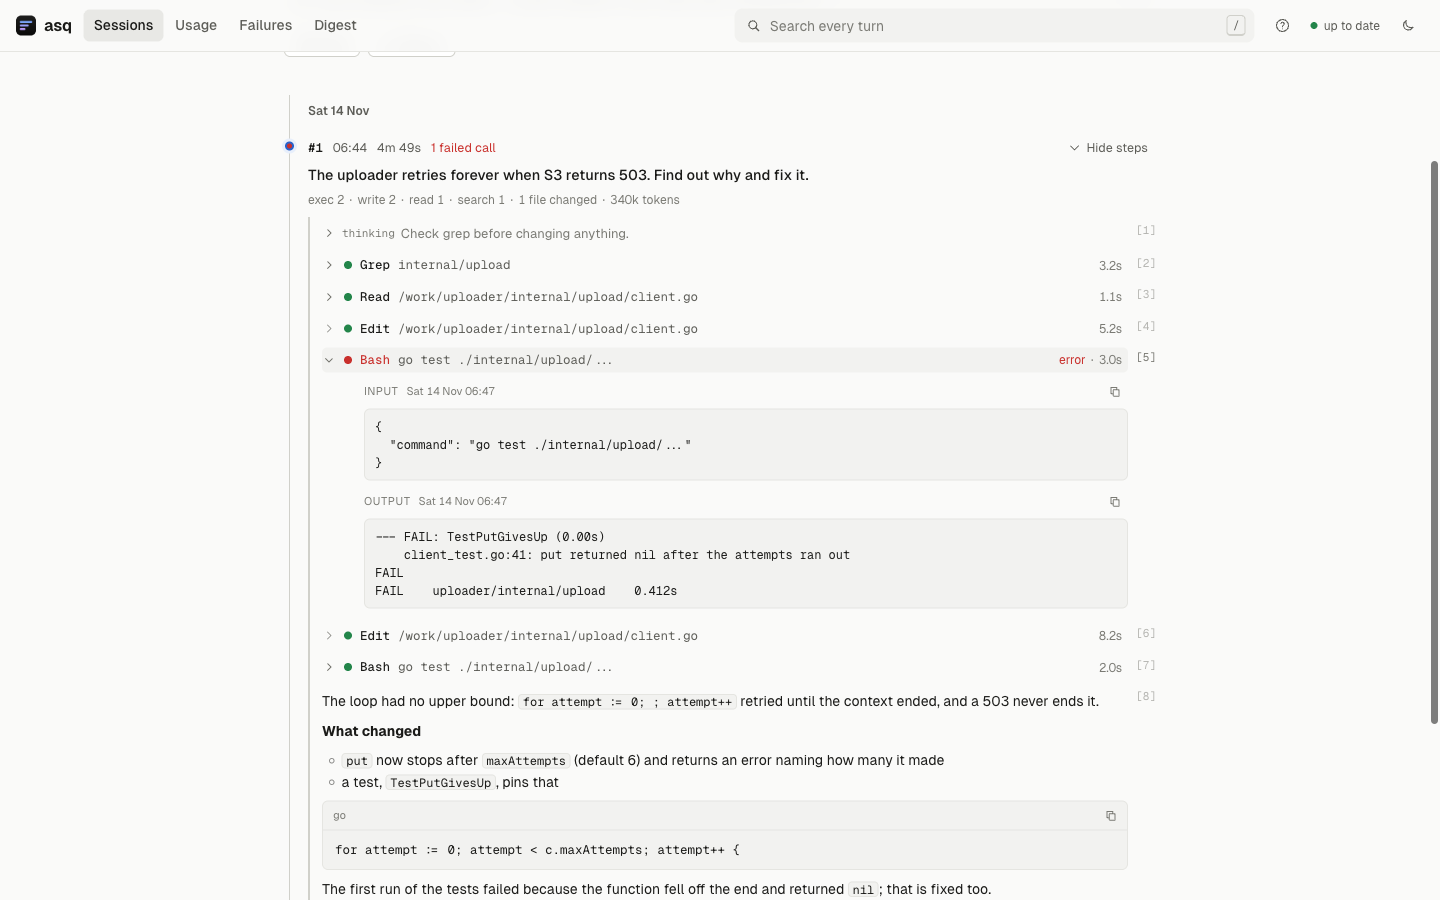 asq Sessions Usage Failures Digest Search every turn / up to date
Sat 14 Nov
#1 06:44 4m 49s 1 failed call Hide steps
The uploader retries forever when S3 returns 503. Find out why and fix it.
exec 2 · write 2 · read 1 · search 1 · 1 file changed · 340k tokens
thinking Check grep before changing anything. [1]
Grep internal/upload 3.2s [2]
Read /work/uploader/internal/upload/client.go 1.1s [3]
Edit /work/uploader/internal/upload/client.go 5.2s [4]
Bash go test ./internal/upload/... error · 3.0s [5]
INPUT Sat 14 Nov 06:47
{
"command": "go test ./internal/upload/..."
}
OUTPUT Sat 14 Nov 06:47
--- FAIL: TestPutGivesUp (0.00s)
client_test.go:41: put returned nil after the attempts ran out
FAIL
FAIL uploader/internal/upload 0.412s
Edit /work/uploader/internal/upload/client.go 8.2s [6]
Bash go test ./internal/upload/... 2.0s [7]
The loop had no upper bound: for attempt := 0; ; attempt++ retried until the context ended, and a 503 never ends it. [8]
What changed
put now stops after maxAttempts (default 6) and returns an error naming how many it made
a test, TestPutGivesUp, pins that
go
for attempt := 0; attempt < c.maxAttempts; attempt++ {
The first run of the tests failed because the function fell off the end and returned nil; that is fixed too.